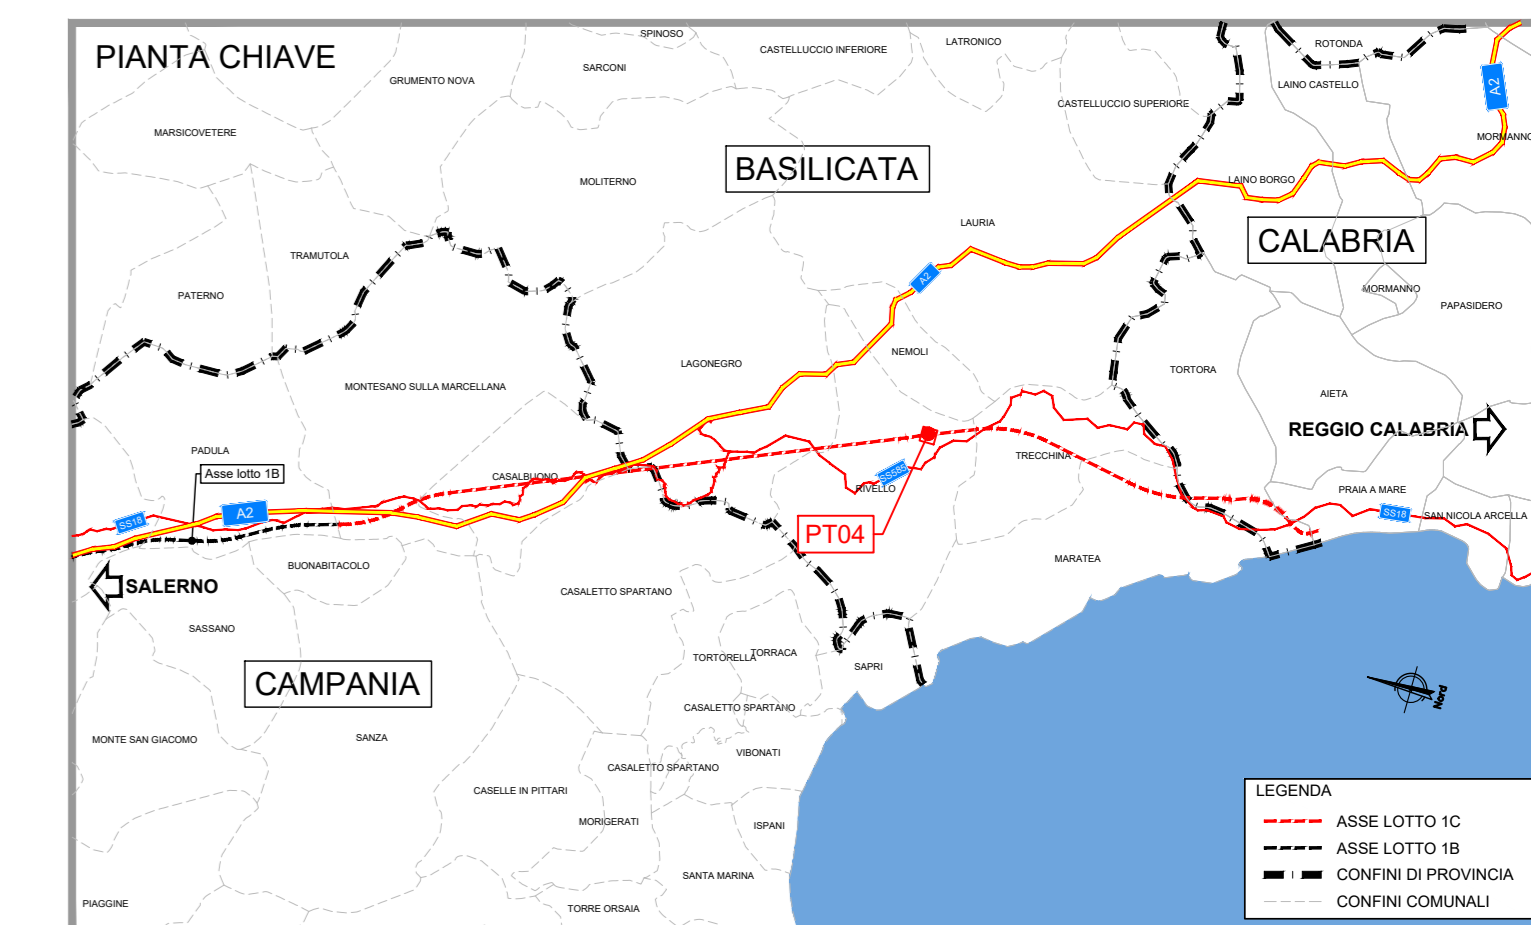 PIANTA CHIAVE
SPINOSO
CASTELLUCCIO INFERIORE
LATRONICO
ROTONDA
GRUMENTO NOVA
SARCONI
LAINO CASTELLO
A2
CASTELLUCCIO SUPERIORE
MARSICOVETERE
MORMANNO
BASILICATA
MOLITERNO
LAINO BORGO
LAURIA
CALABRIA
TRAMUTOLA
A2
MORMANNO
PATERNO
PAPASIDERO
NEMOLI
LAGONEGRO
TORTORA
MONTESANO SULLA MARCELLANA
AIETA
REGGIO CALABRIA
PADULA
TRECCHINA
Asse lotto 1B
CASALBUONO
SS585
RIVELLO
PRAIA A MARE
A2
SS18
SS18
SAN NICOLA ARCELLA
PT04
MARATEA
BUONABITACOLO
SALERNO
CASALETTO SPARTANO
SASSANO
TORTORELLA
TORRACA
SAPRI
CAMPANIA
Nord
CASALETTO SPARTANO
MONTE SAN GIACOMO
SANZA
VIBONATI
CASALETTO SPARTANO
CASELLE IN PITTARI
LEGENDA
MORIGERATI
ISPANI
ASSE LOTTO 1C
ASSE LOTTO 1B
SANTA MARINA
CONFINI DI PROVINCIA
PIAGGINE
TORRE ORSAIA
CONFINI COMUNALI